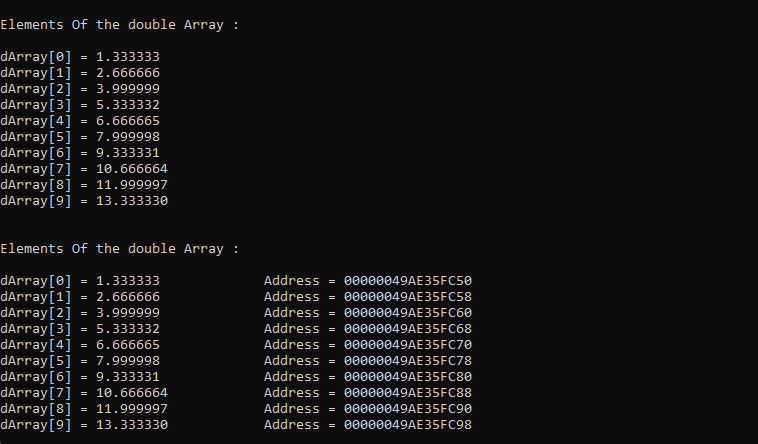 Elements Of the double Array :
dArray[0] = 1.333333
dArray[1] = 2.666666
dArray[2] = 3.999999
dArray[3] = 5.333332
dArray[4] = 6.666665
dArray[5] = 7.999998
dArray[6] = 9.333331
dArray[7] = 10.666664
dArray[8] = 11.999997
dArray[9] = 13.333330
Elements Of the double Array :
dArray[0] = 1.333333 Address = 00000049AE35FC50
dArray[1] = 2.666666 Address = 00000049AE35FC58
dArray[2] = 3.999999 Address = 00000049AE35FC60
dArray[3] = 5.333332 Address = 00000049AE35FC68
dArray[4] = 6.666665 Address = 00000049AE35FC70
dArray[5] = 7.999998 Address = 00000049AE35FC78
dArray[6] = 9.333331 Address = 00000049AE35FC80
dArray[7] = 10.666664 Address = 00000049AE35FC88
dArray[8] = 11.999997 Address = 00000049AE35FC90
dArray[9] = 13.333330 Address = 00000049AE35FC98